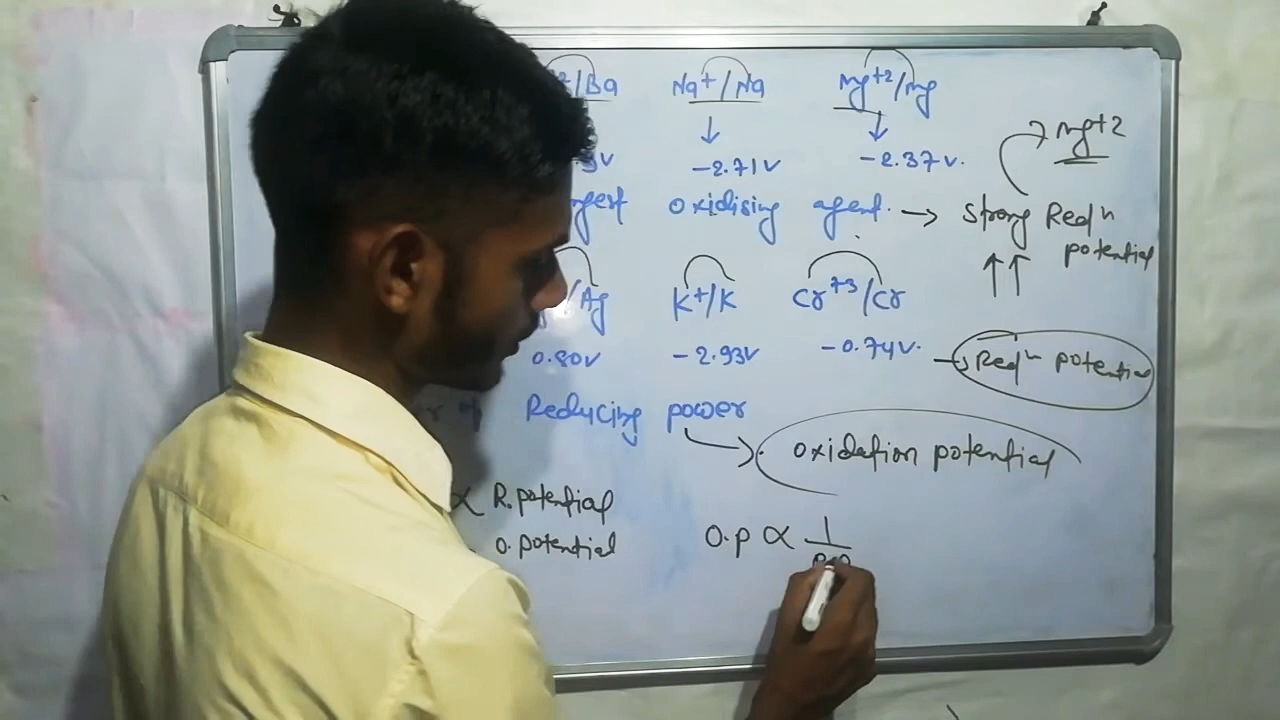 /Ba Na⁺/Na Mg⁺²/Mg
3v -2.71v -2.37v.
→ Mg+2
oxidising agent. → Strong Redⁿ potential
↑↑
/Ag K⁺/K Cr⁺³/Cr
0.80v -2.93v -0.74v. → Redⁿ potential
Reducing power
→ oxidation potential
∝ R.potential
O.potential
O.P ∝ 1/